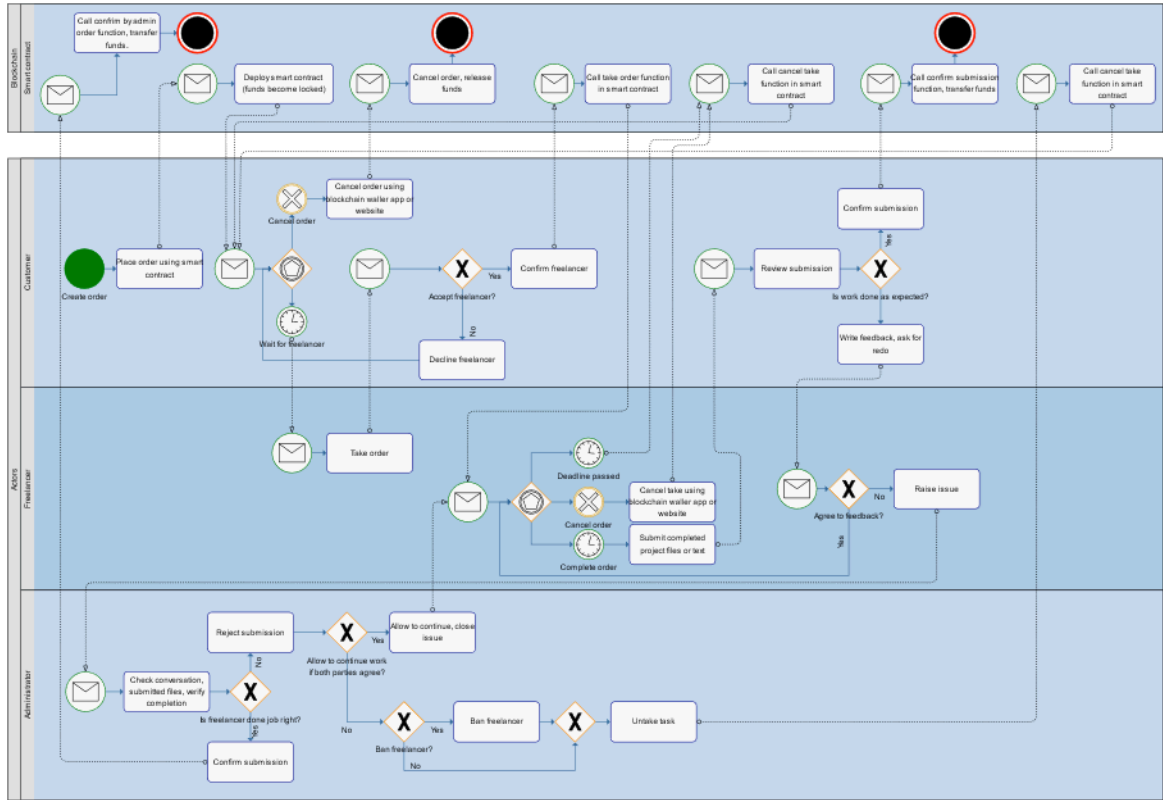 Blockchain
Smart contract
Call confrim by admin
order function, transfer
funds.
Deploy smart contract
(funds become locked)
Cancel order, release
funds
Call take order function
in smart contract
Call cancel take
function in smart
contract
Call confirm submission
function, transfer funds
Call cancel take
function in smart
contract
Actors
Customer
Create order
Place order using smart
contract
Cancel order
Cancel order using
blockchain waller app or
website
Wait for freelancer
Accept freelancer?
Yes
No
Confirm freelancer
Decline freelancer
Review submission
Is work done as expected?
Yes
Confirm submission
Write feedback, ask for
redo
Freelancer
Take order
Deadline passed
Cancel order
Complete order
Cancel take using
blockchain waller app or
website
Submit completed
project files or text
Agree to feedback?
No
Yes
Raise issue
Administrator
Check conversation,
submitted files, verify
completion
Is freelancer done job right?
No
Yes
Reject submission
Confirm submission
Allow to continue work
if both parties agree?
Yes
No
Allow to continue, close
issue
Ban freelancer?
Yes
No
Ban freelancer
Untake task